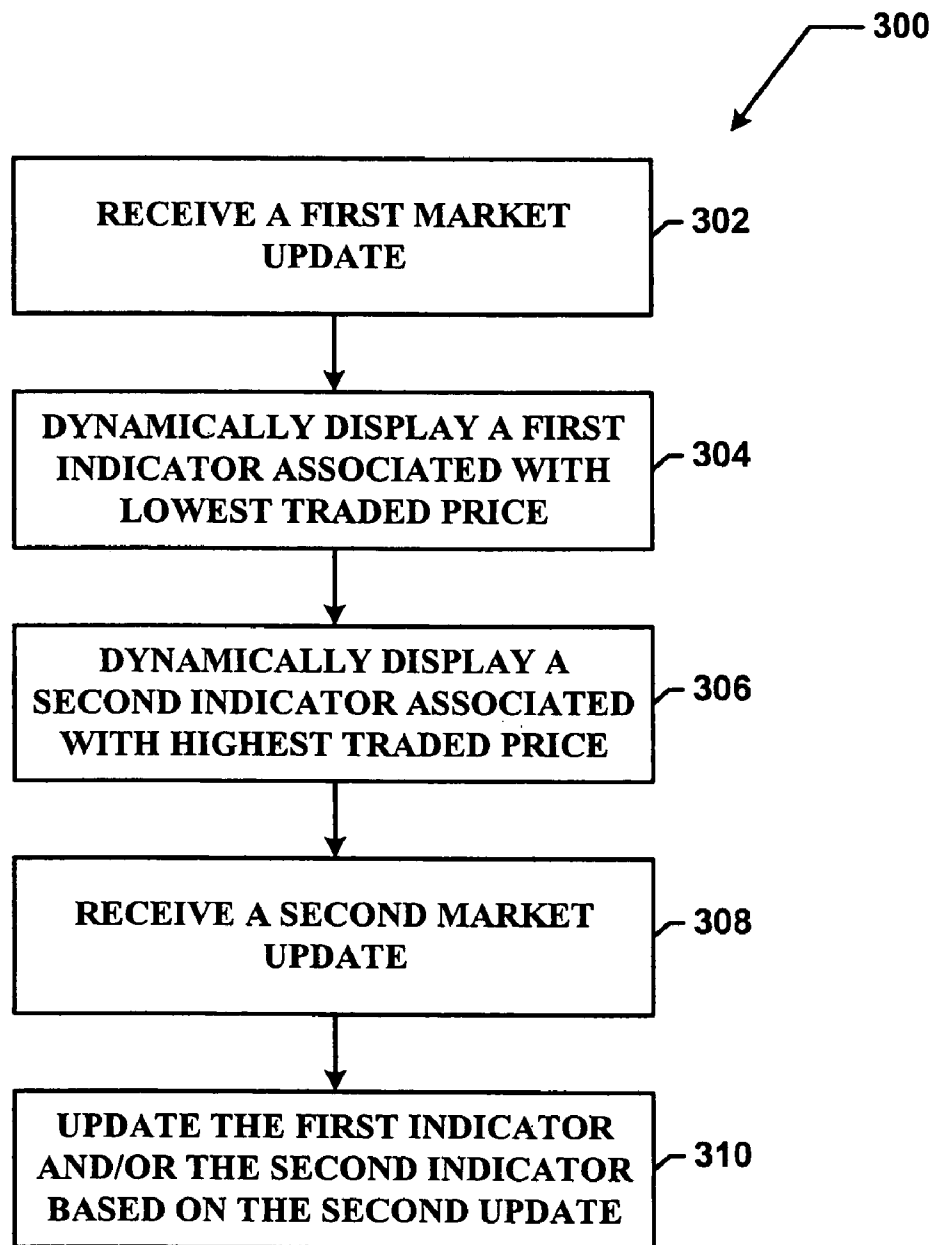 300
RECEIVE A FIRST MARKET
UPDATE
302
DYNAMICALLY DISPLAY A FIRST
INDICATOR ASSOCIATED WITH
LOWEST TRADED PRICE
304
DYNAMICALLY DISPLAY A
SECOND INDICATOR ASSOCIATED
WITH HIGHEST TRADED PRICE
306
RECEIVE A SECOND MARKET
UPDATE
308
UPDATE THE FIRST INDICATOR
AND/OR THE SECOND INDICATOR
BASED ON THE SECOND UPDATE
310